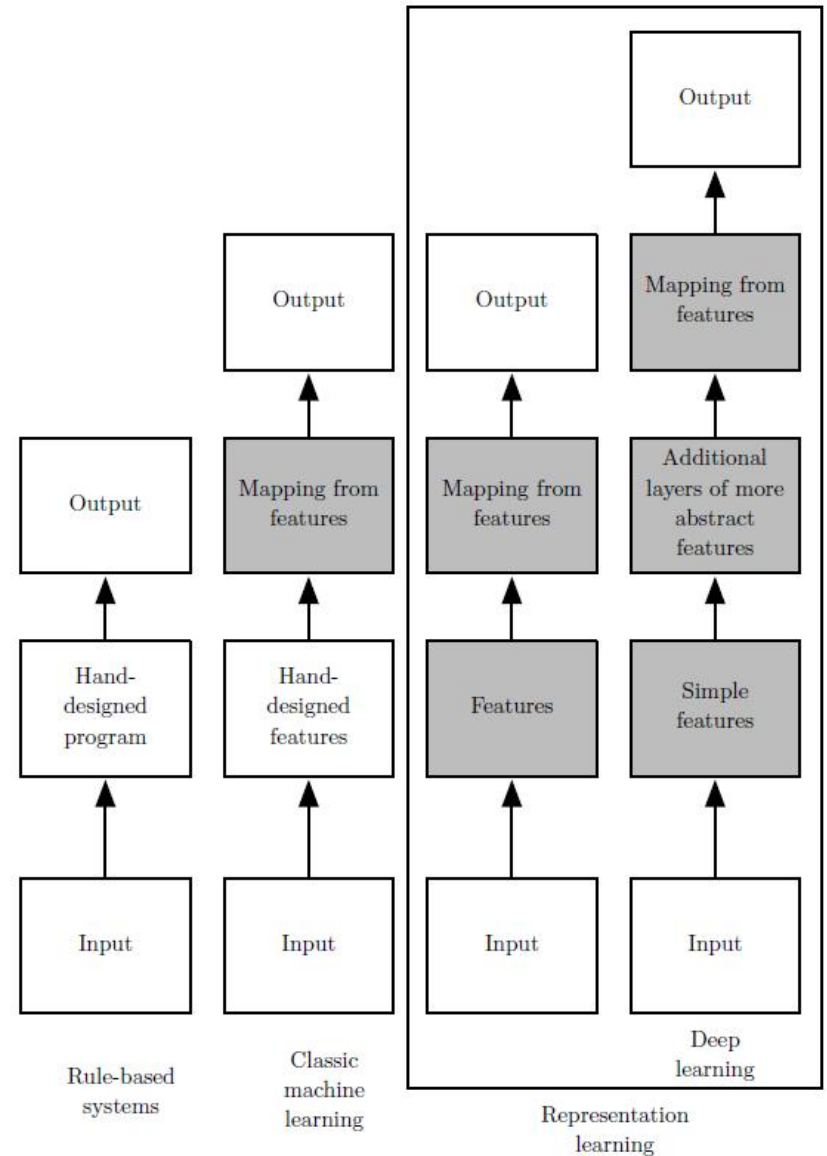 Output
Output
Output
Mapping from
features
Output
Mapping from
features
Mapping from
features
Additional
layers of more
abstract
features
Hand-
designed
program
Hand-
designed
features
Features
Simple
features
Input
Input
Input
Input
Rule-based
systems
Classic
machine
learning
Deep
learning
Representation
learning